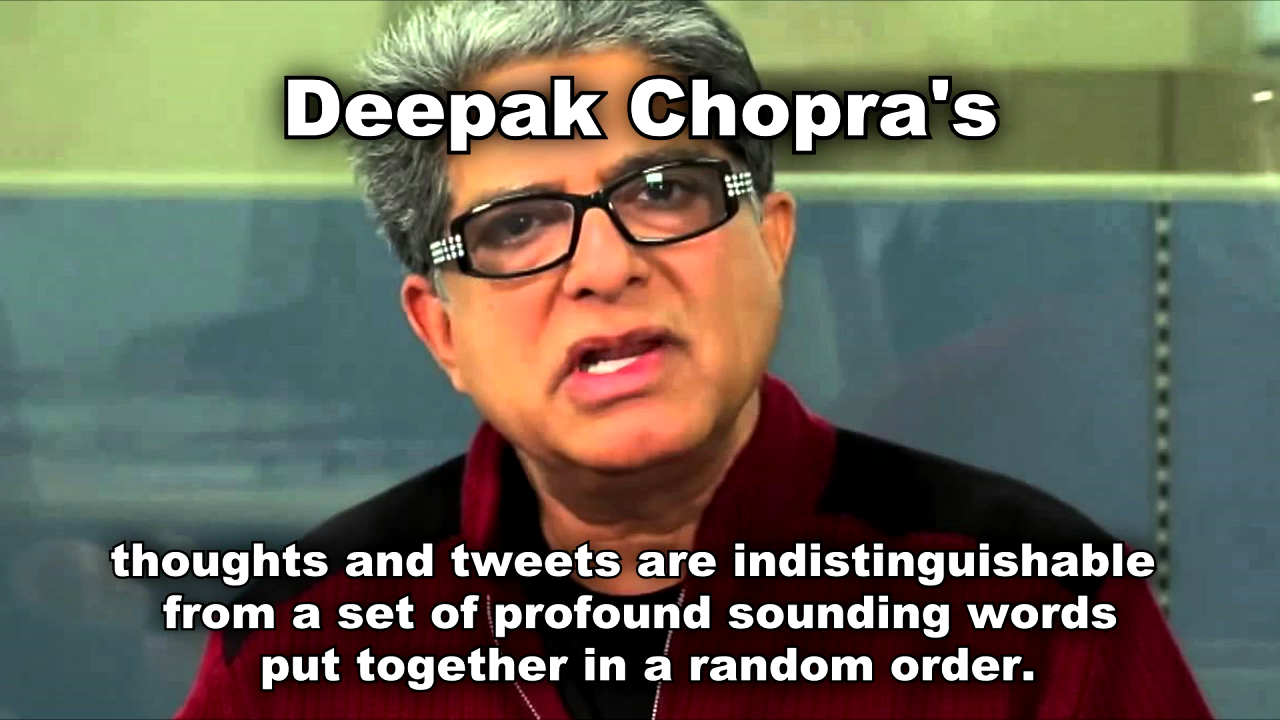 Deepak Chopra's
thoughts and tweets are indistinguishable
from a set of profound sounding words
put together in a random order.